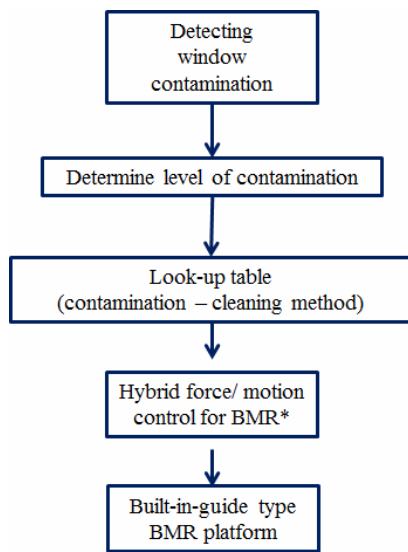 Detecting
window
contamination
Determine level of contamination
Look-up table
(contamination – cleaning method)
Hybrid force/ motion
control for BMR*
Built-in-guide type
BMR platform